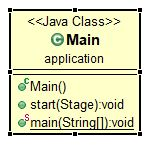 <<Java Class>>
C Main
application
C Main()
start(Stage):void
S main(String[]):void